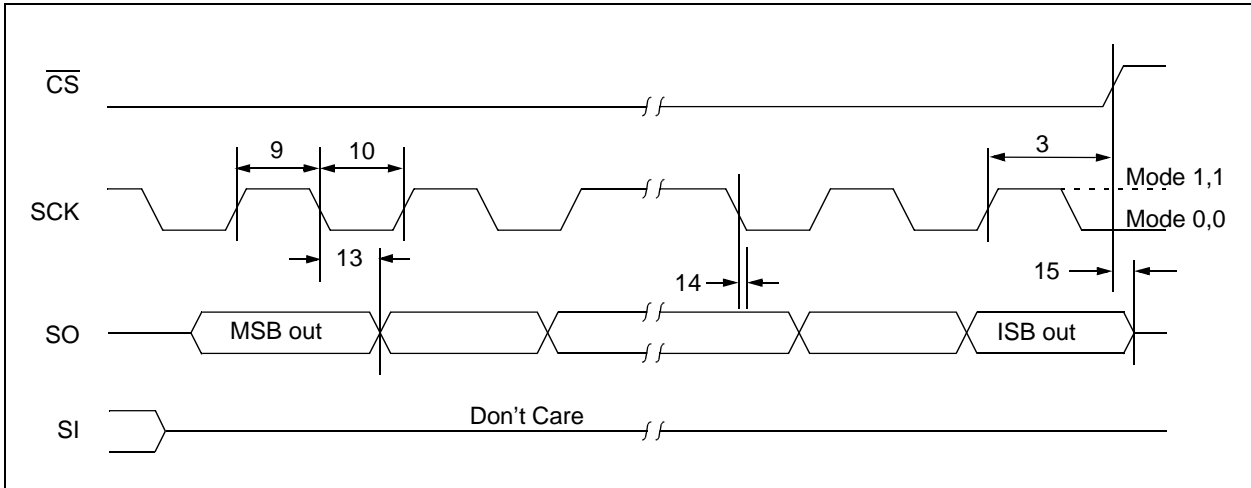 CS
9
10
3
SCK
Mode 1,1
Mode 0,0
13
14
15
SO
MSB out
ISB out
SI
Don't Care